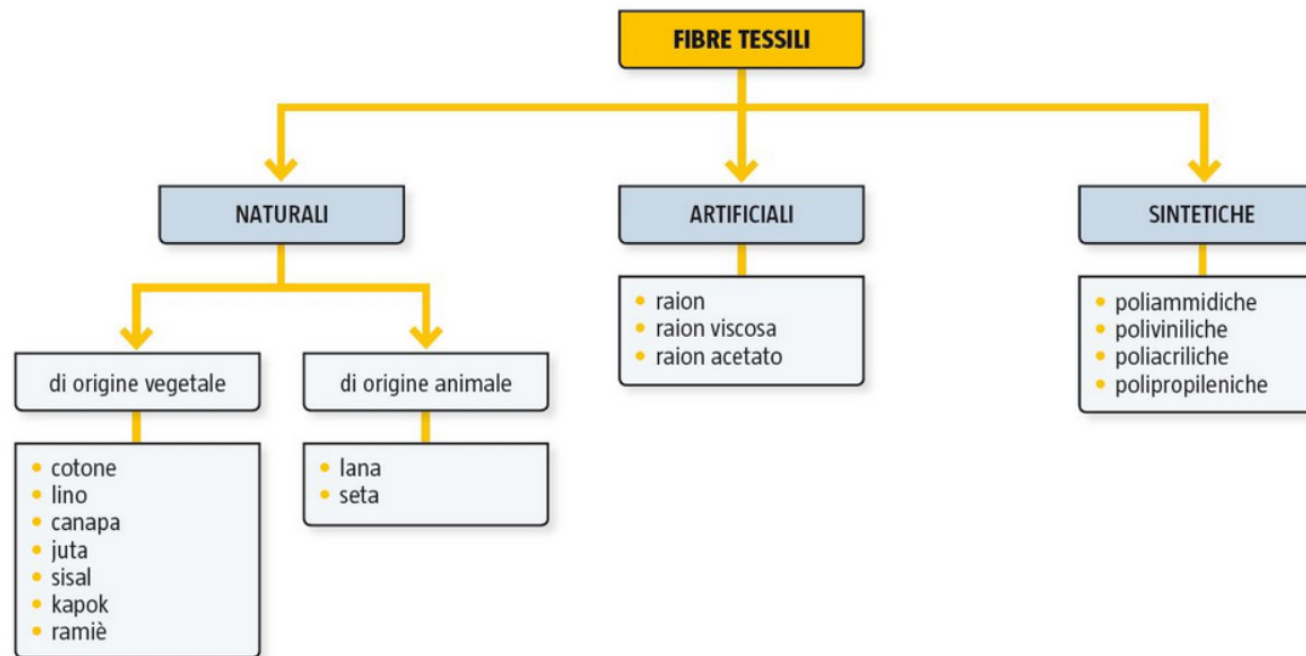 FIBRE TESSILI
NATURALI
ARTIFICIALI
SINTETICHE
di origine vegetale
di origine animale
• cotone
• lino
• canapa
• juta
• sisal
• kapok
• ramiè
• lana
• seta
• raion
• raion viscosa
• raion acetato
• poliammidiche
• poliviniliche
• poliacriliche
• polipropileniche